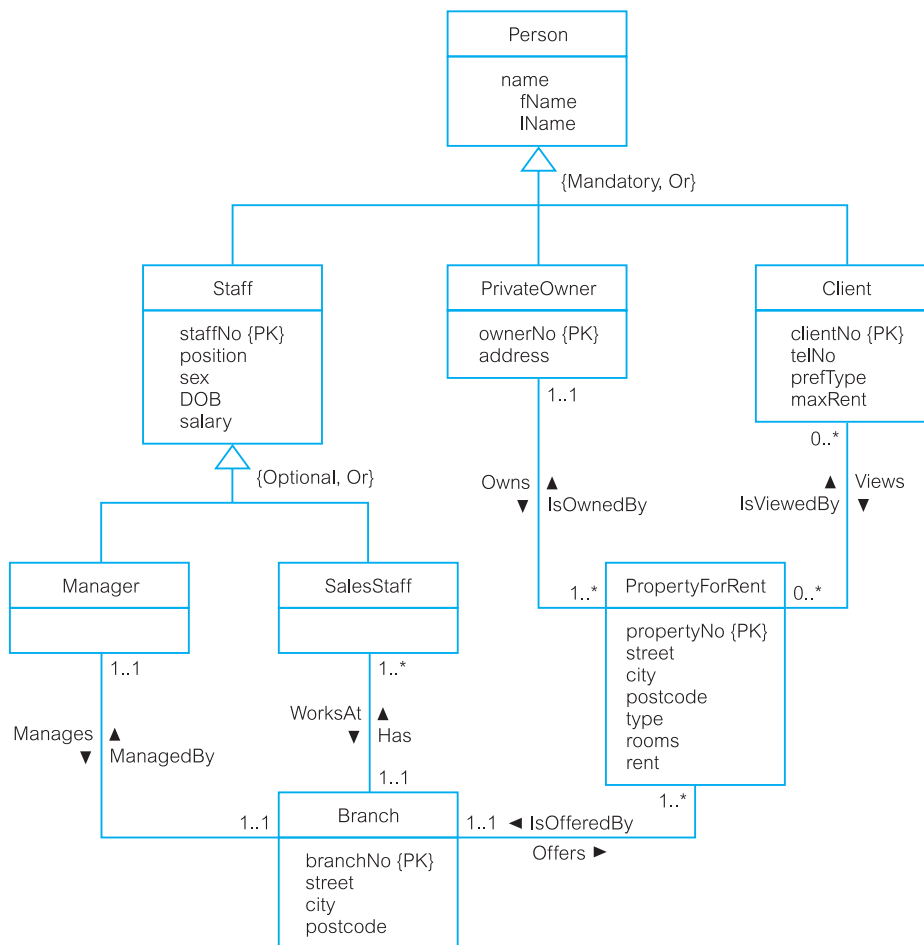 Person
name
fName
lName
{Mandatory, Or}
Staff
staffNo {PK}
position
sex
DOB
salary
PrivateOwner
ownerNo {PK}
address
Client
clientNo {PK}
telNo
prefType
maxRent
1..1
0..*
{Optional, Or}
Owns ▲
▼ IsOwnedBy
▲ Views
IsViewedBy ▼
Manager
SalesStaff
1..*
PropertyForRent
0..*
propertyNo {PK}
street
city
postcode
type
rooms
rent
1..1
1..*
Manages ▲
▼ ManagedBy
WorksAt ▲
▼ Has
1..1
1..*
1..1
Branch
1..1 ◄ IsOfferedBy
Offers ►
branchNo {PK}
street
city
postcode